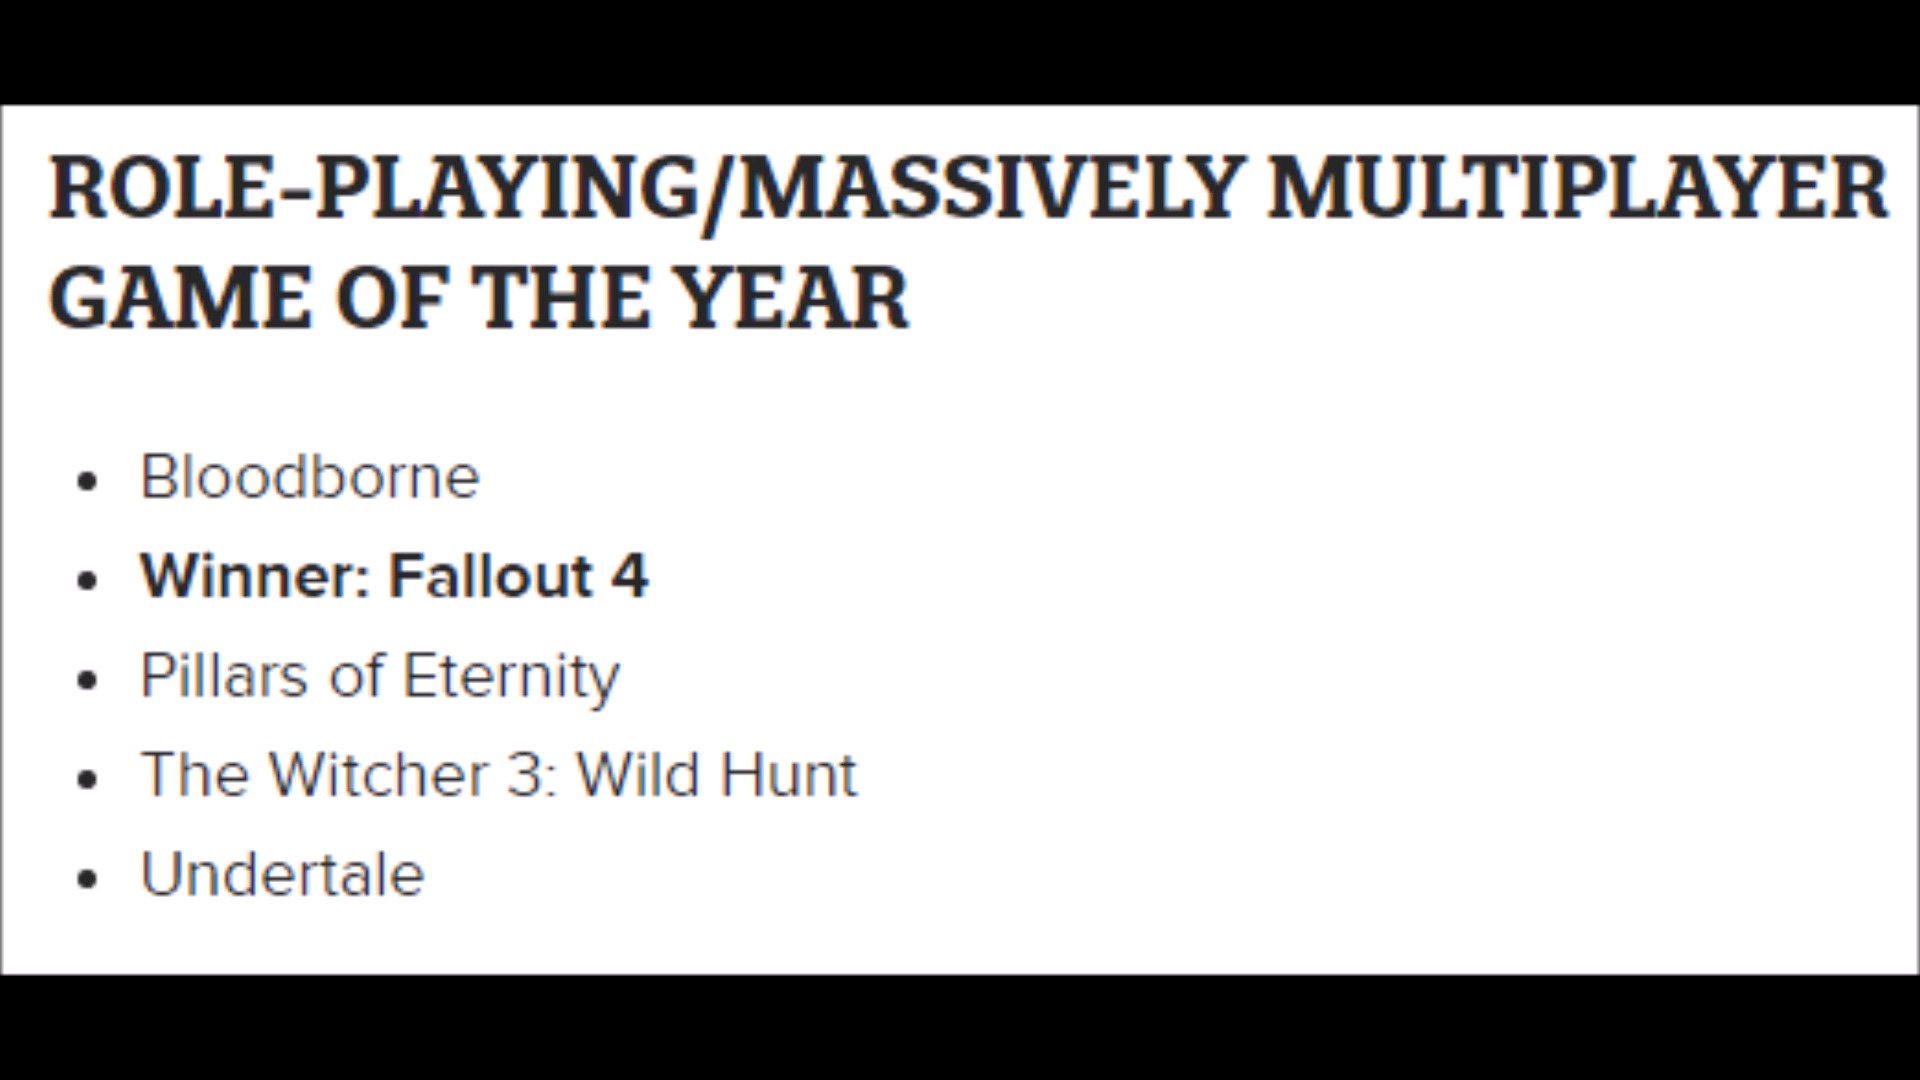 ROLE-PLAYING/MASSIVELY MULTIPLAYER
GAME OF THE YEAR
• Bloodborne
• Winner: Fallout 4
• Pillars of Eternity
• The Witcher 3: Wild Hunt
• Undertale